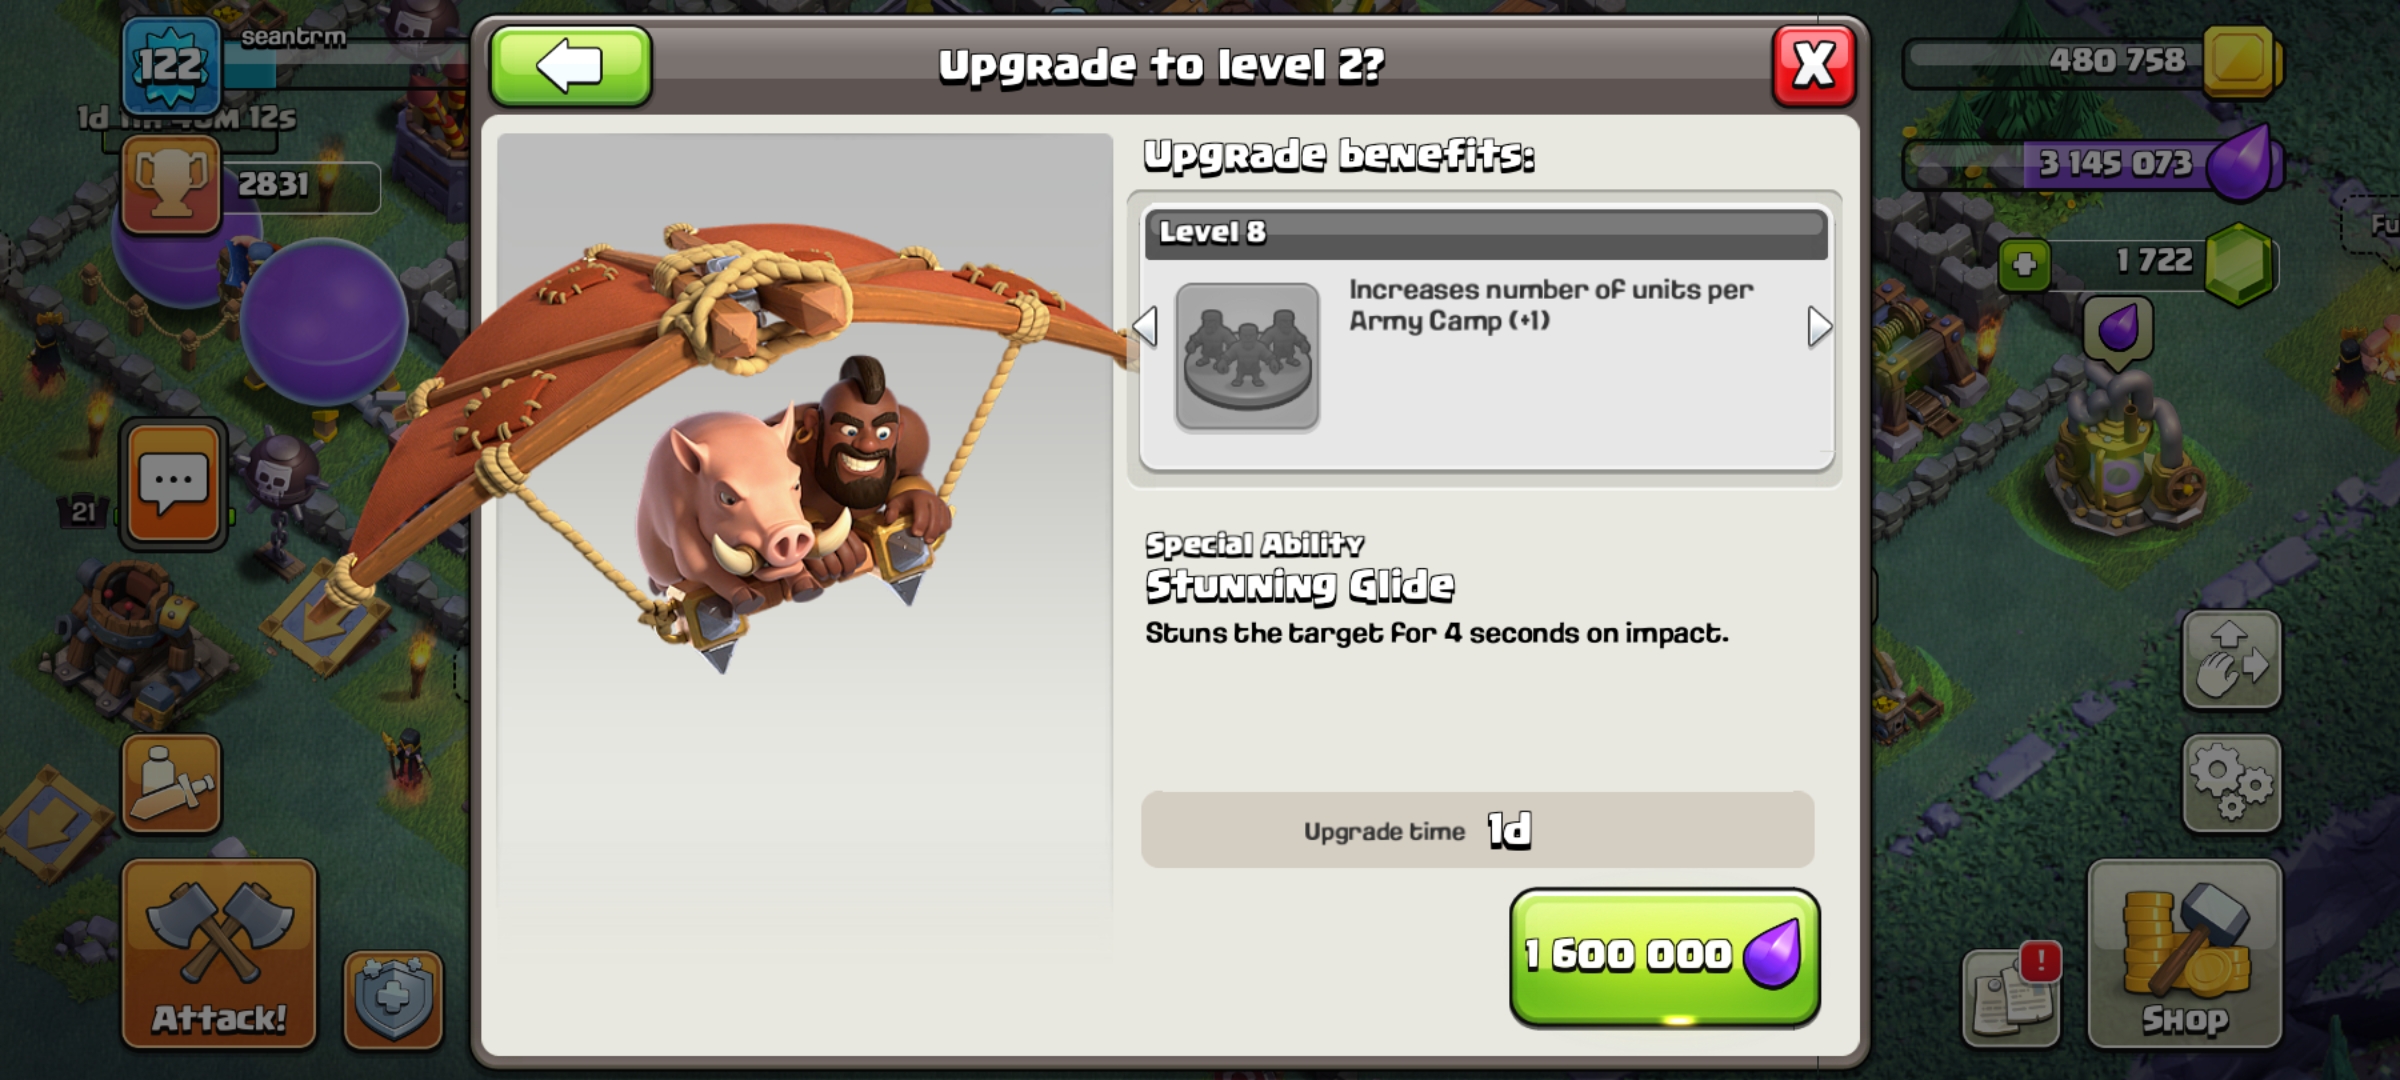 seantrm
122
Upgrade to level 2?
X
480 758
12s
Upgrade benefits:
2831
3 145 073
Level 8
Fu
1 722
Increases number of units per
Army Camp (+1)
21
Special Ability
Stunning Glide
Stuns the target for 4 seconds on impact.
Upgrade time 1d
1 600 000
!
Attack!
Shop